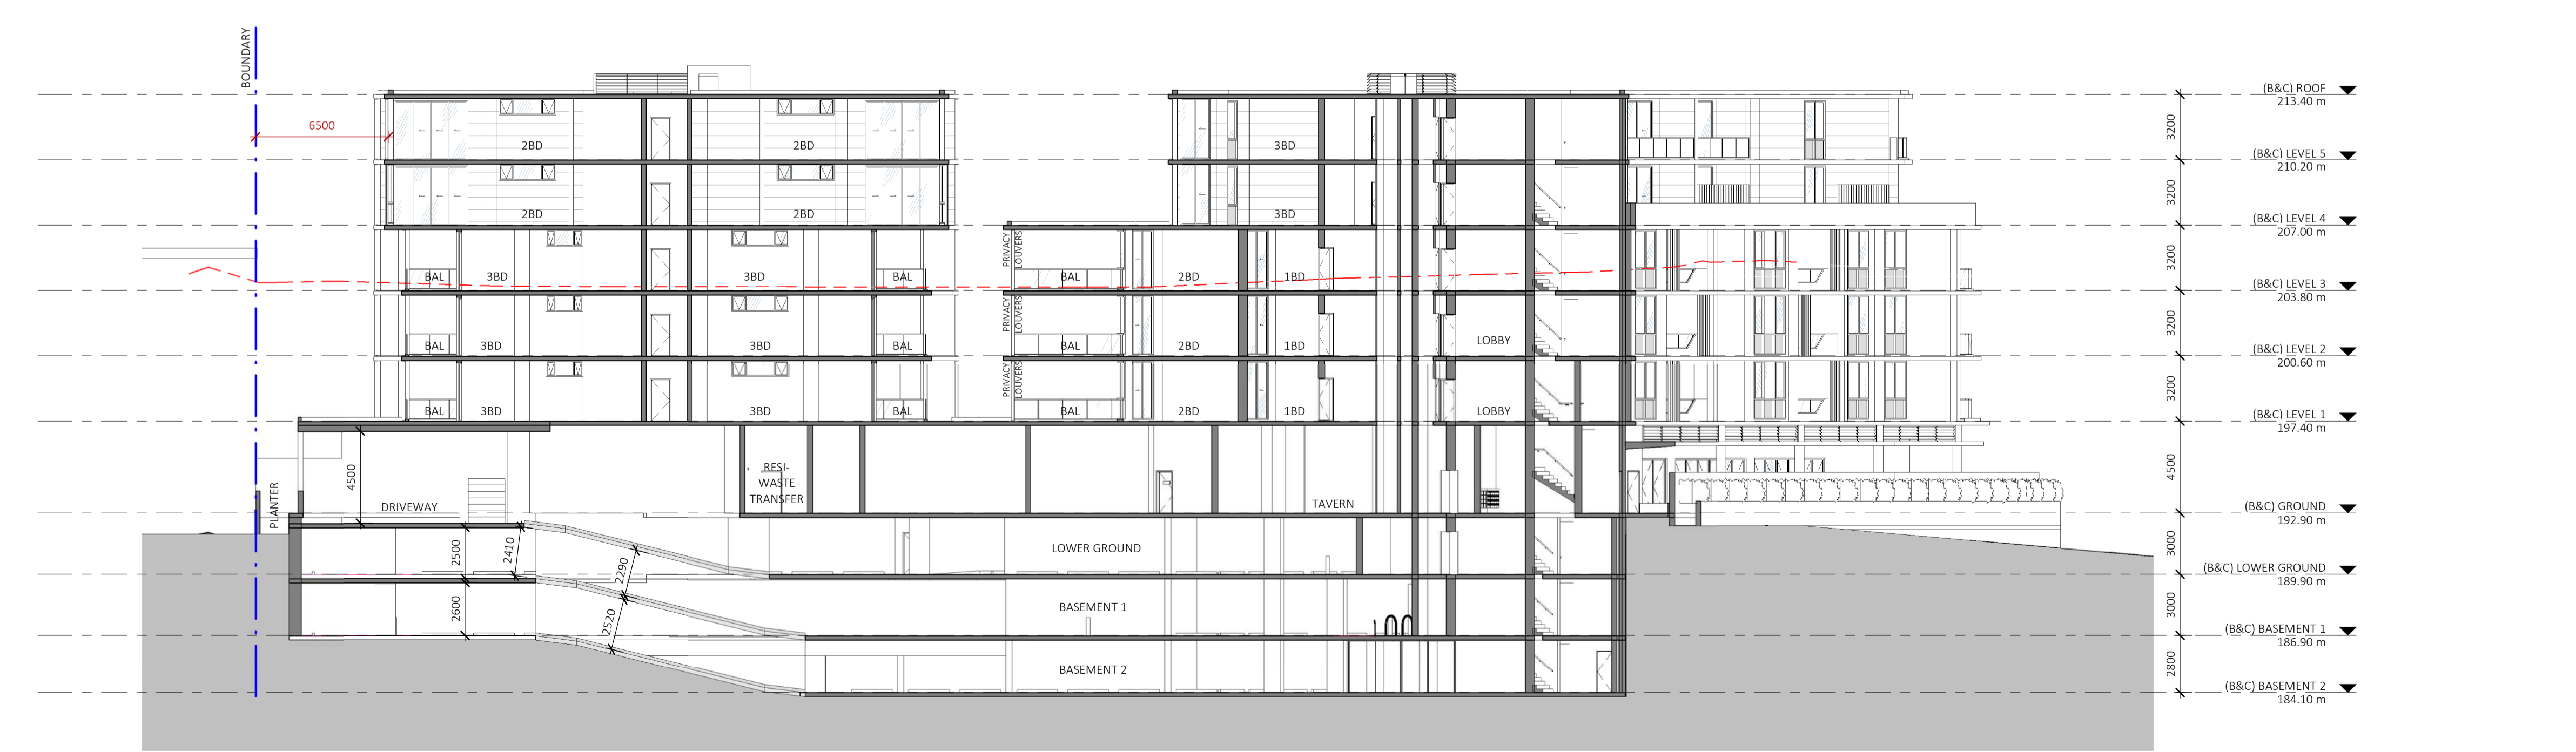 BOUNDARY
(B&C) ROOF
213.40 m
6500
3200
2BD
2BD
3BD
(B&C) LEVEL 5
210.20 m
3200
2BD
2BD
3BD
(B&C) LEVEL 4
207.00 m
PRIVACY
LOUVERS
3200
BAL
3BD
3BD
BAL
BAL
2BD
1BD
(B&C) LEVEL 3
203.80 m
PRIVACY
LOUVERS
3200
BAL
3BD
3BD
BAL
BAL
2BD
1BD
LOBBY
(B&C) LEVEL 2
200.60 m
PRIVACY
LOUVERS
3200
BAL
3BD
3BD
BAL
BAL
2BD
1BD
LOBBY
(B&C) LEVEL 1
197.40 m
4500
RESI-
WASTE
TRANSFER
4500
PLANTER
DRIVEWAY
TAVERN
(B&C) GROUND
192.90 m
2500
2410
2290
LOWER GROUND
3000
(B&C) LOWER GROUND
189.90 m
2600
2520
BASEMENT 1
3000
(B&C) BASEMENT 1
186.90 m
BASEMENT 2
2800
(B&C) BASEMENT 2
184.10 m